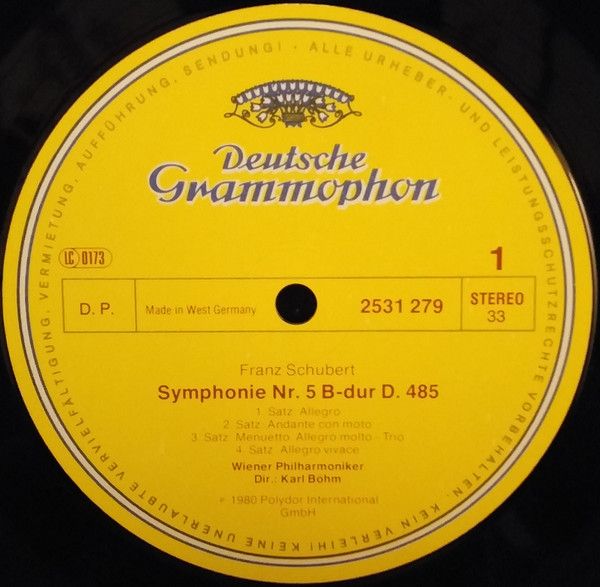 ALLE URHEBER- UND LEISTUNGSSCHUTZRECHTE VORBEHALTEN· KEIN VERLEIH! KEINE UNERLAUBTE VERVIELFÄLTIGUNG, VERMIETUNG, AUFFÜHRUNG, SENDUNG! ·
Deutsche
Grammophon
LC 0173
1
D. P.
Made in West Germany
2531 279
STEREO
33
Franz Schubert
Symphonie Nr. 5 B-dur D. 485
1. Satz Allegro
2. Satz Andante con moto
3. Satz Menuetto Allegro molto - Trio
4. Satz Allegro vivace
Wiener Philharmoniker
Dir.: Karl Böhm
℗ 1980 Polydor International
GmbH